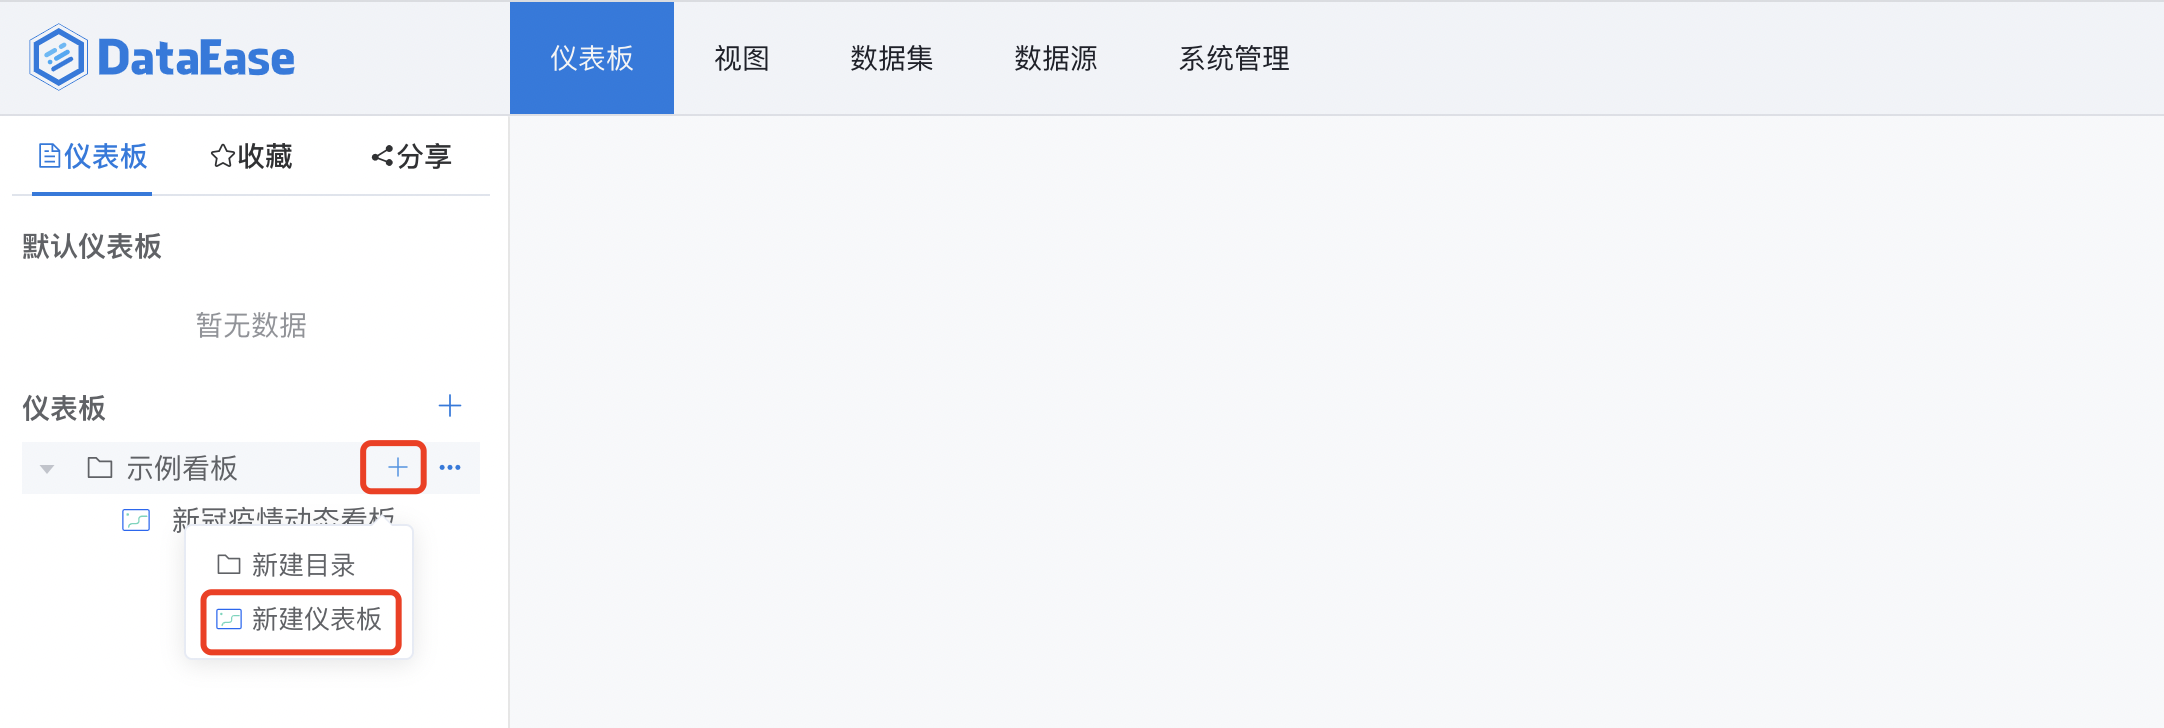 DataEase 仪表板 视图 数据集 数据源 系统管理
仪表板 收藏 分享
默认仪表板
暂无数据
仪表板
示例看板
新冠疫情动态看板
新建目录
新建仪表板